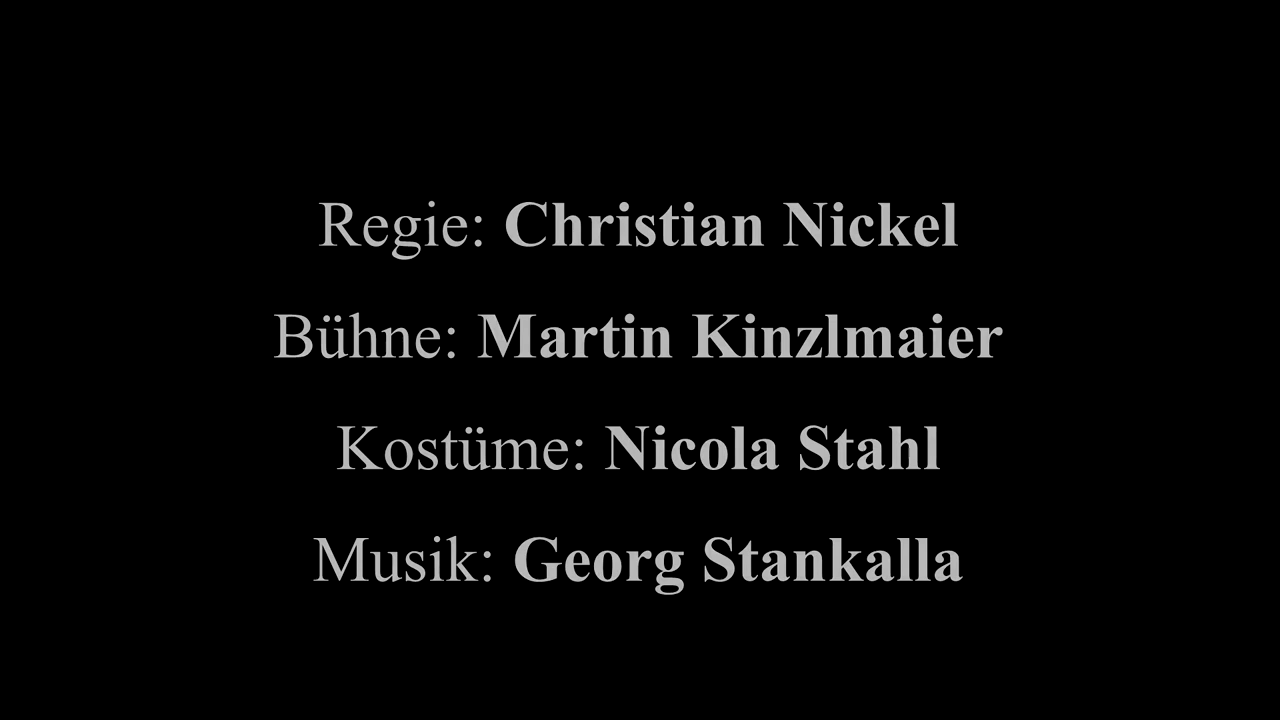 Regie: Christian Nickel
Bühne: Martin Kinzlmaier
Kostüme: Nicola Stahl
Musik: Georg Stankalla